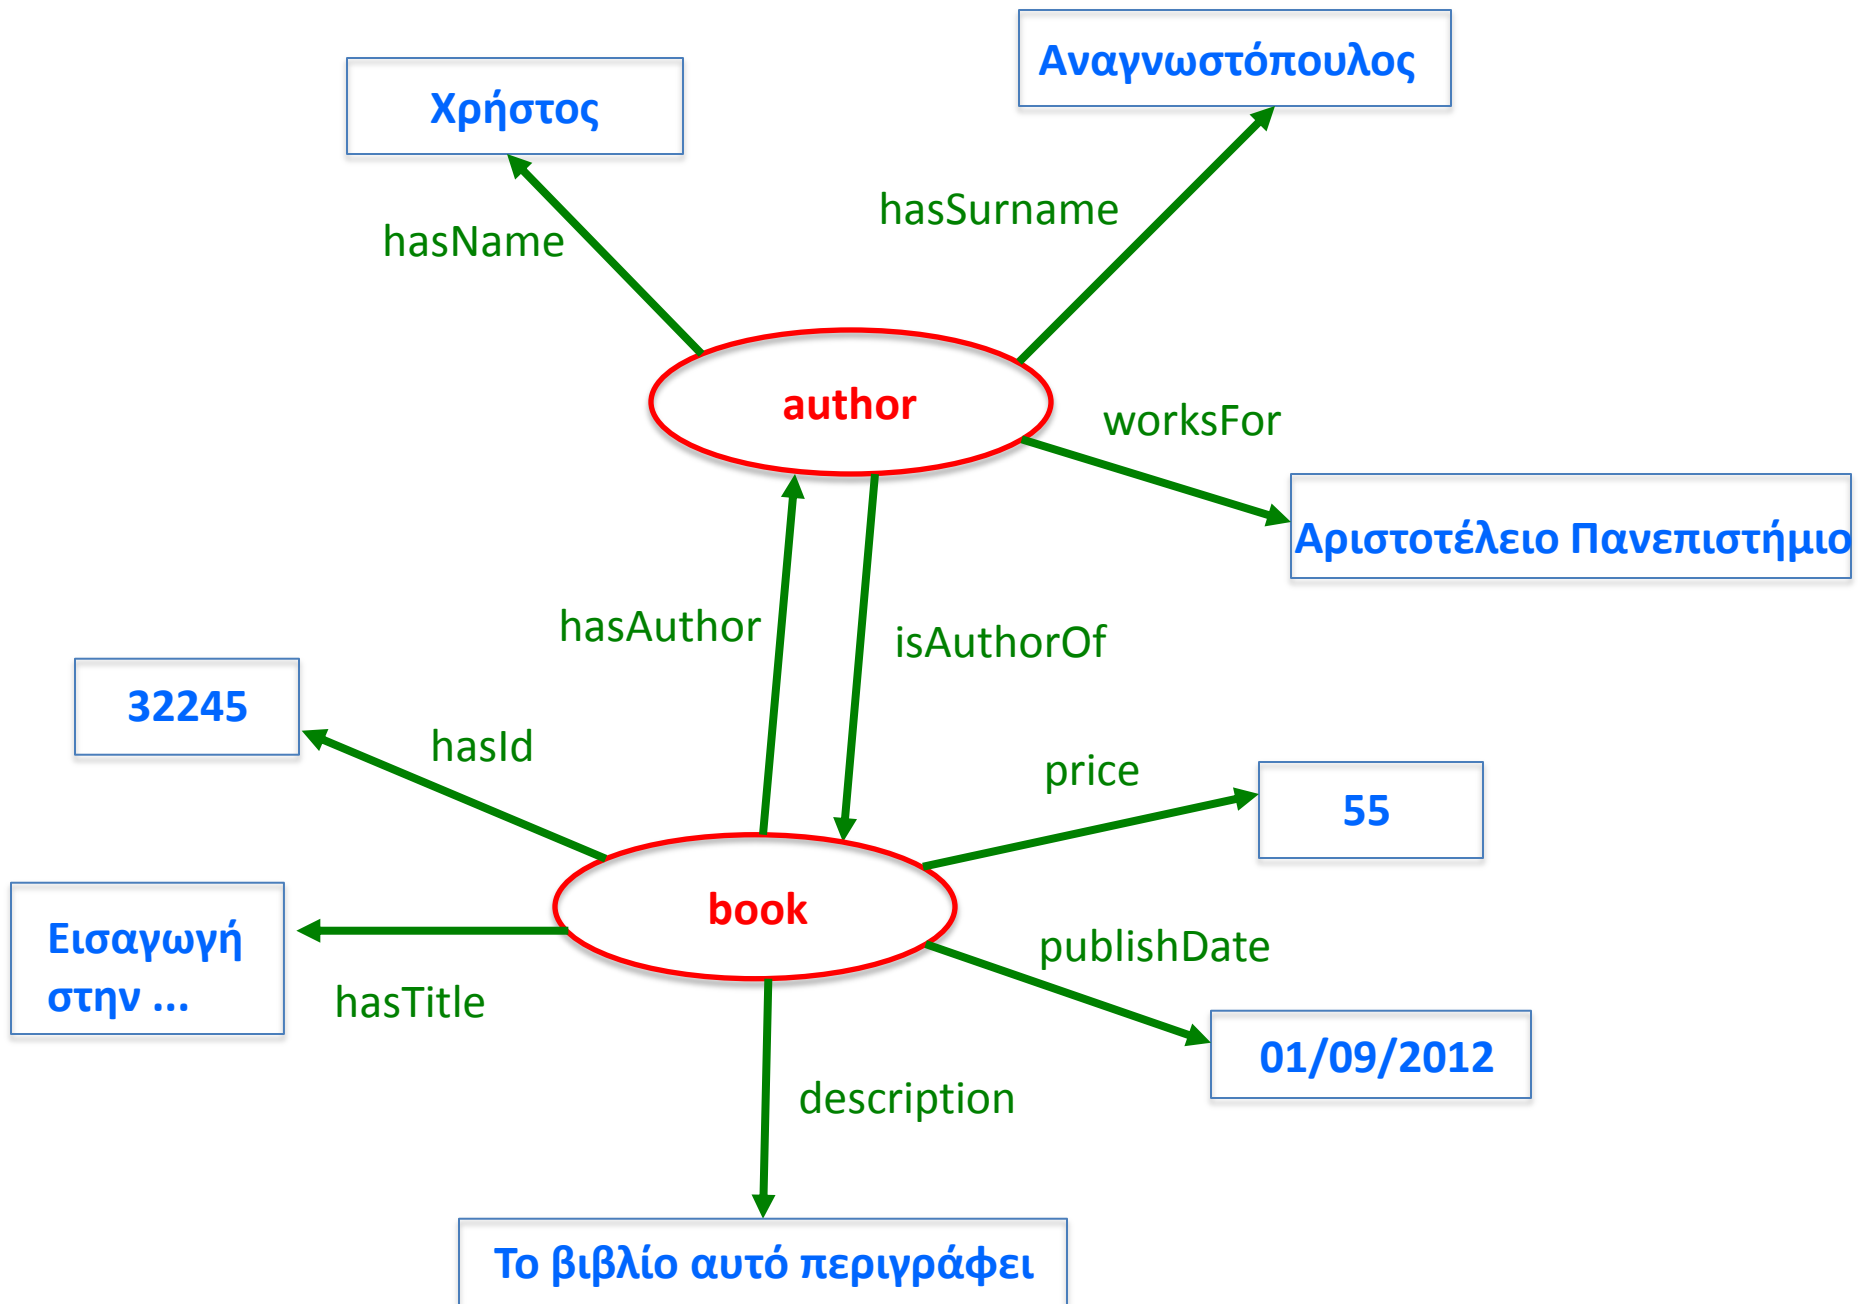 Αναγνωστόπουλος
Χρήστος
hasSurname
hasName
author
worksFor
Αριστοτέλειο Πανεπιστήμιο
hasAuthor
isAuthorOf
32245
hasId
price
55
book
Εισαγωγή
στην ...
publishDate
hasTitle
01/09/2012
description
Το βιβλίο αυτό περιγράφει